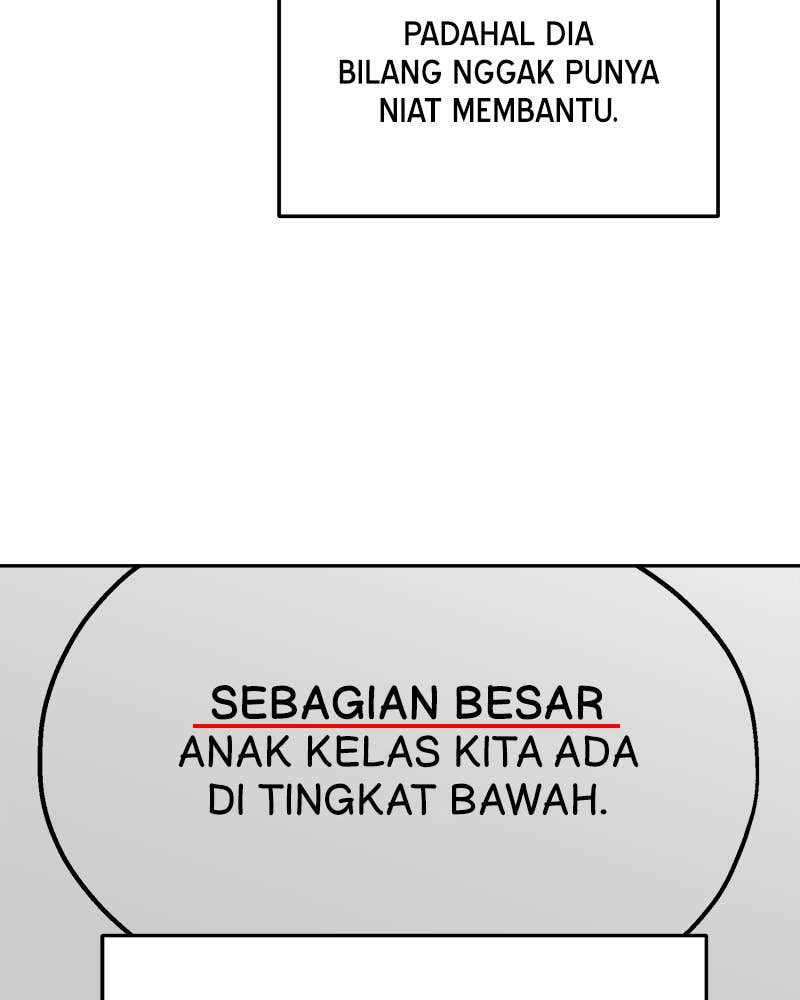 PADAHAL DIA
BILANG NGGAK PUNYA
NIAT MEMBANTU.
SEBAGIAN BESAR
ANAK KELAS KITA ADA
DI TINGKAT BAWAH.